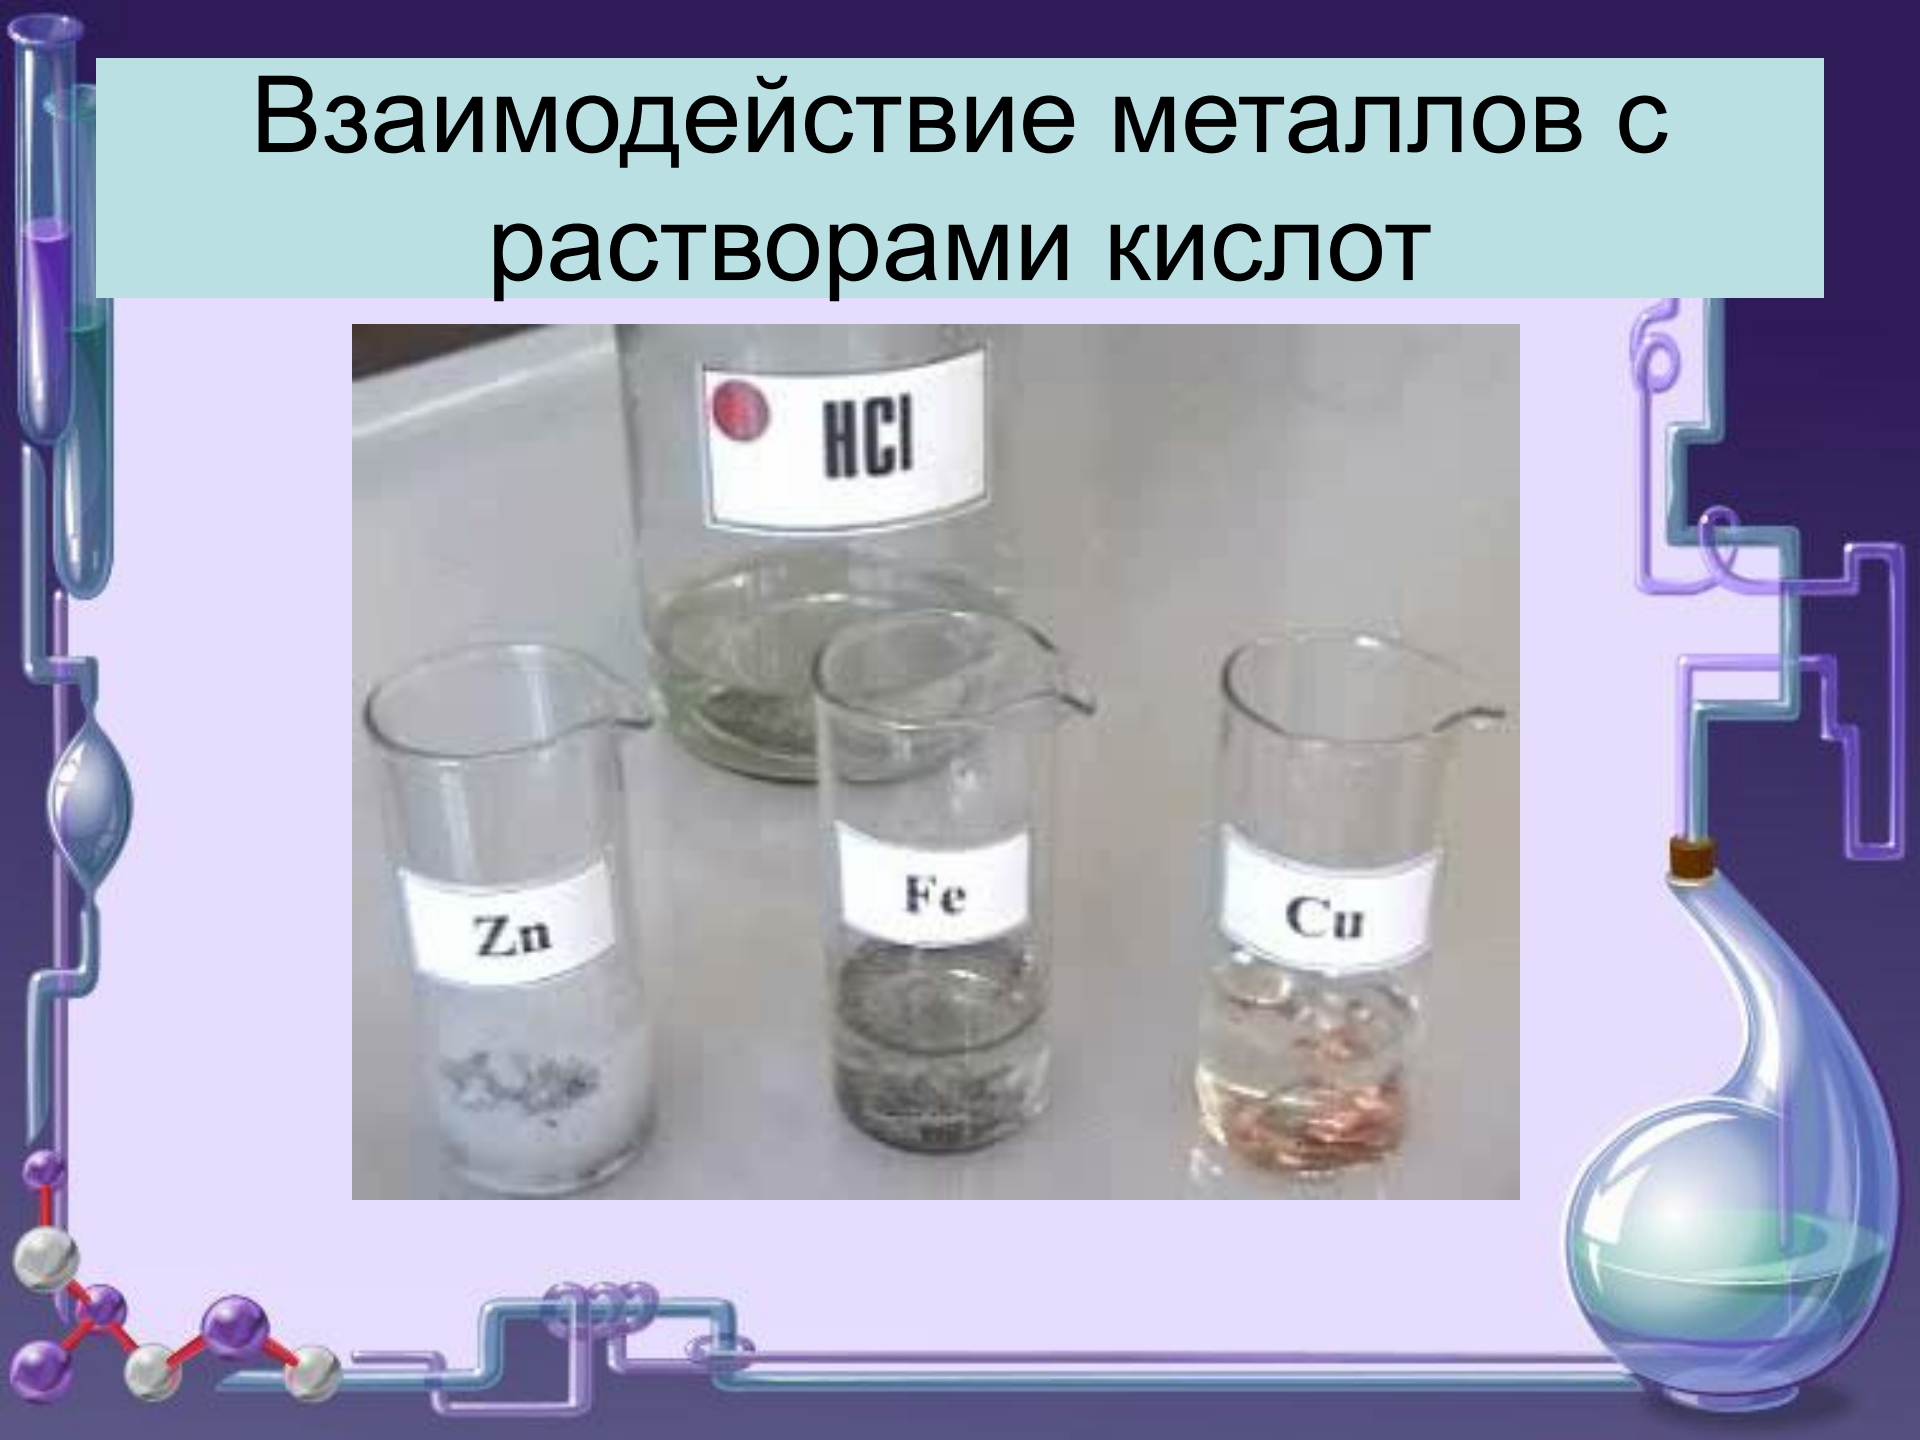 Взаимодействие металлов с
растворами кислот
HCl
Zn
Fe
Cu